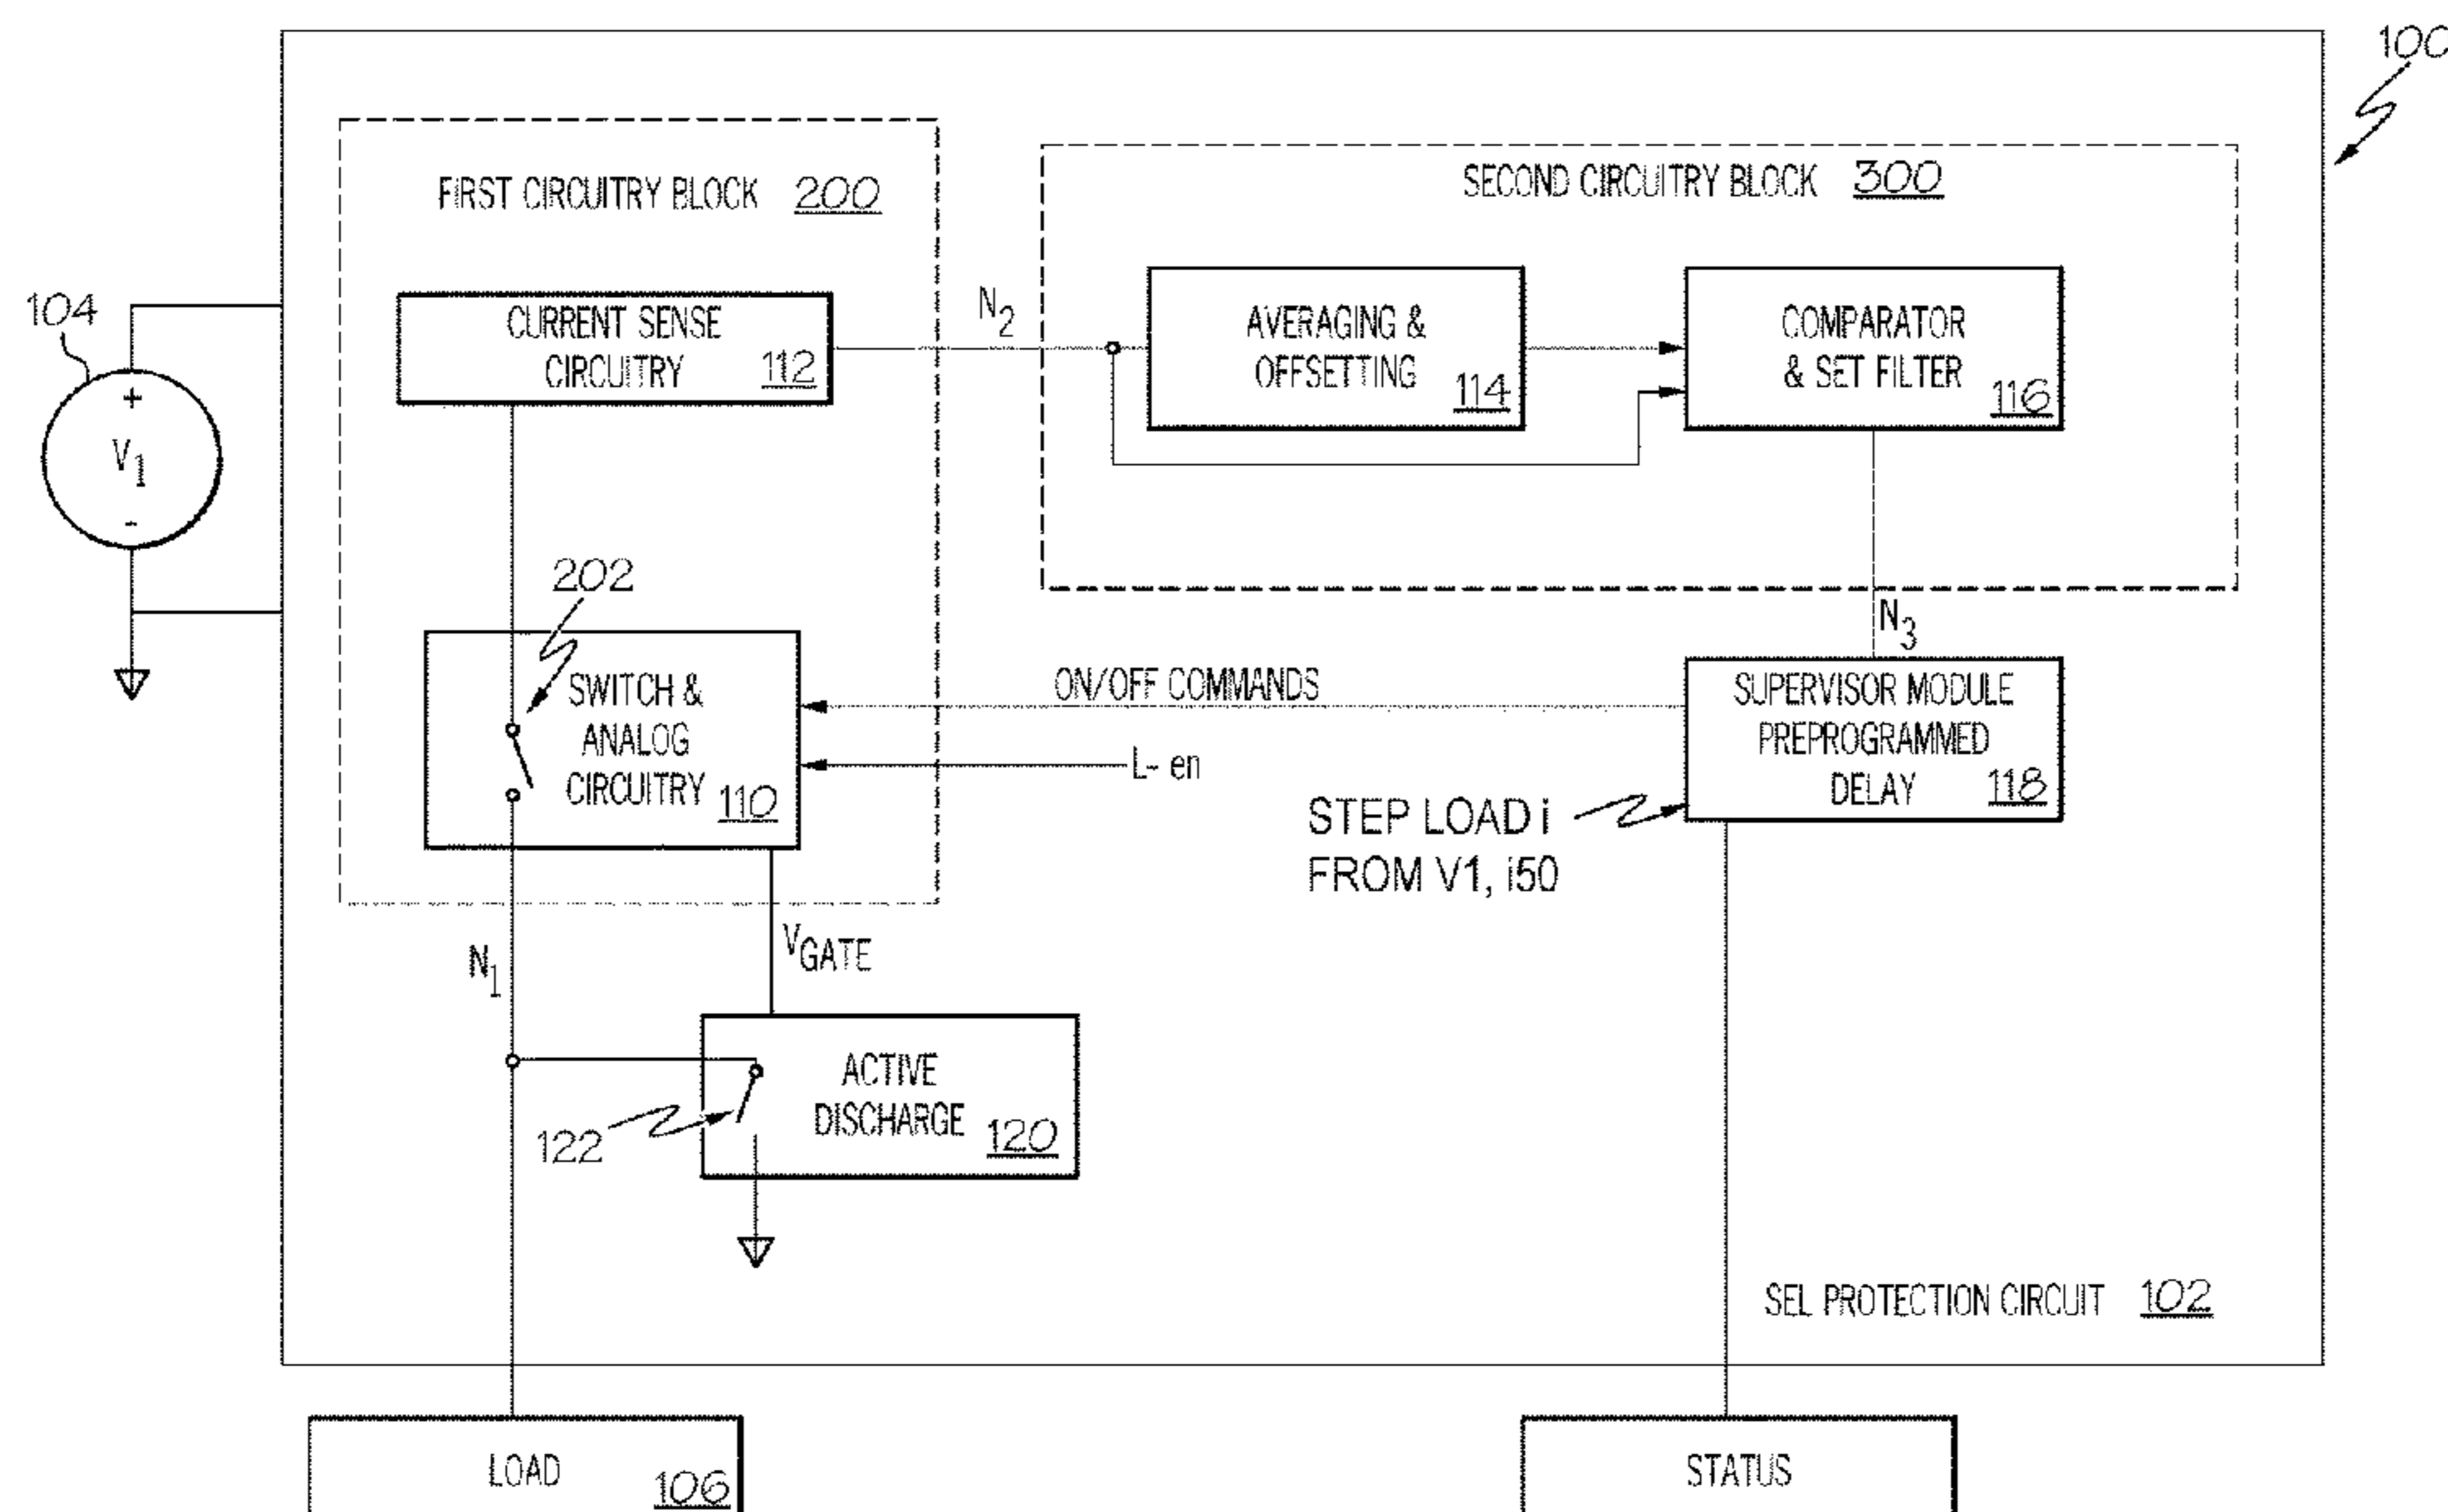 100
FIRST CIRCUITRY BLOCK 200
SECOND CIRCUITRY BLOCK 300
104
+
V1
-
CURRENT SENSE
CIRCUITRY 112
N2
AVERAGING &
OFFSETTING 114
COMPARATOR
& SET FILTER 116
202
N3
SWITCH &
ANALOG
CIRCUITRY 110
ON/OFF COMMANDS
L- en
SUPERVISOR MODULE
PREPROGRAMMED
DELAY 118
STEP LOAD i
FROM V1, i50
N1
VGATE
ACTIVE
DISCHARGE 120
122
SEL PROTECTION CIRCUIT 102
LOAD
106
STATUS